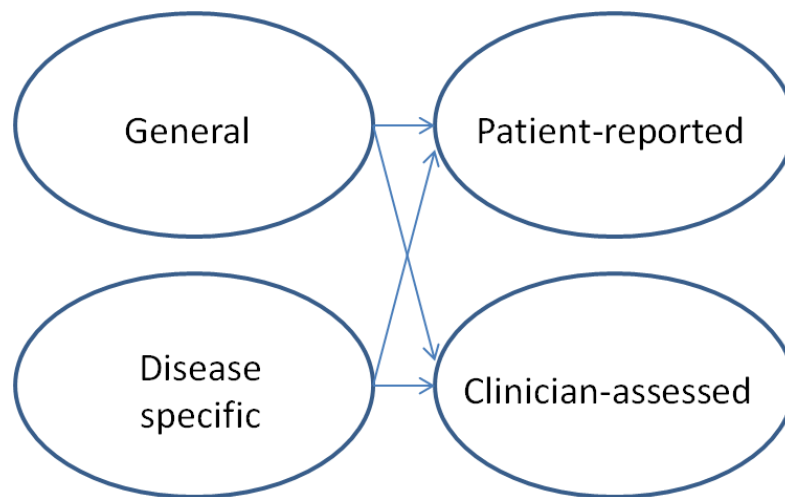 General
Patient-reported
Disease
specific
Clinician-assessed